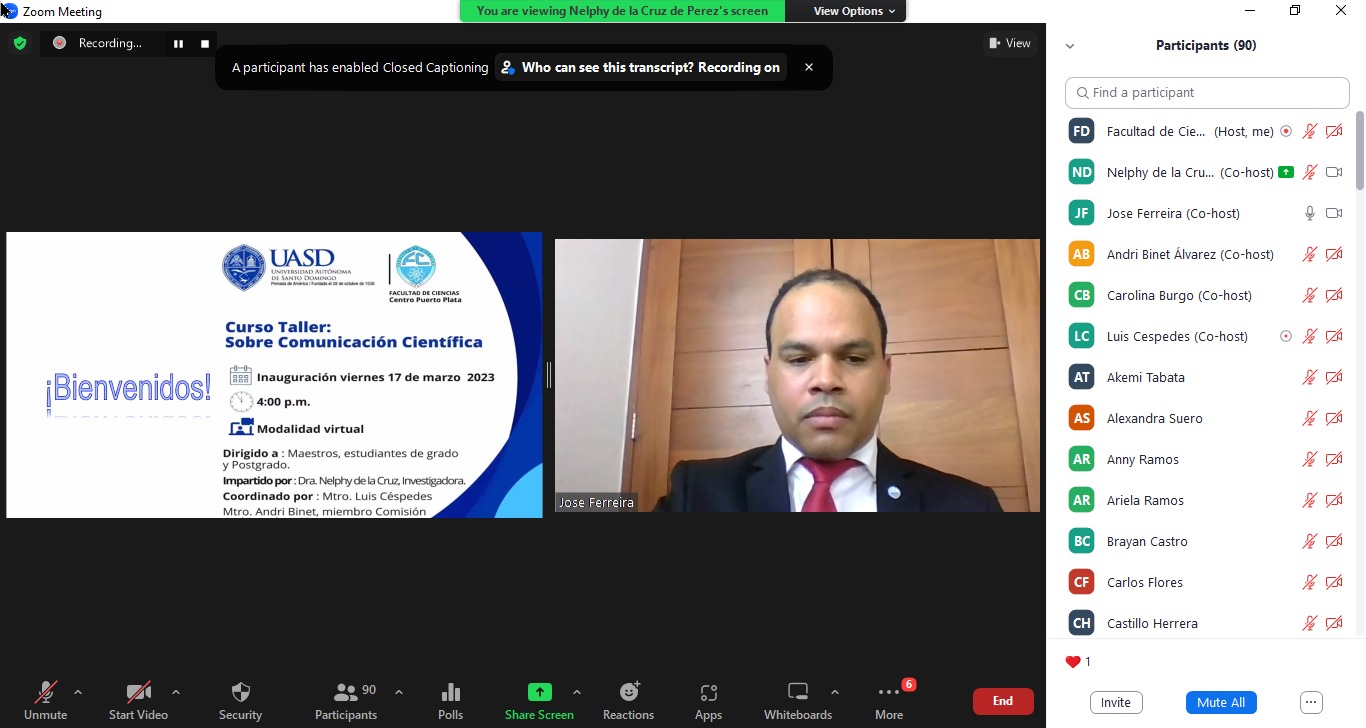 Zoom Meeting
You are viewing Nelphy de la Cruz de Perez's screen
View Options
Recording...
A participant has enabled Closed Captioning
Who can see this transcript? Recording on
View
UASD
UNIVERSIDAD AUTÓNOMA
DE SANTO DOMINGO
Primada de América | Fundada el 28 de octubre de 1538
FACULTAD DE CIENCIAS
Centro Puerto Plata
Curso Taller:
Sobre Comunicación Científica
¡Bienvenidos!
Inauguración viernes 17 de marzo 2023
4:00 p.m.
Modalidad virtual
Dirigido a : Maestros, estudiantes de grado
y Postgrado.
Impartido por : Dra. Nelphy de la Cruz, Investigadora.
Coordinado por : Mtro. Luis Céspedes
Mtro. Andri Binet, miembro Comisión
Jose Ferreira
Participants (90)
Find a participant
FD Facultad de Cie... (Host, me)
ND Nelphy de la Cru... (Co-host)
JF Jose Ferreira (Co-host)
AB Andri Binet Álvarez (Co-host)
CB Carolina Burgo (Co-host)
LC Luis Cespedes (Co-host)
AT Akemi Tabata
AS Alexandra Suero
AR Anny Ramos
AR Ariela Ramos
BC Brayan Castro
CF Carlos Flores
CH Castillo Herrera
1
Invite
Mute All
...
Unmute
Start Video
Security
90
Participants
Polls
Share Screen
Reactions
Apps
Whiteboards
6
More
End